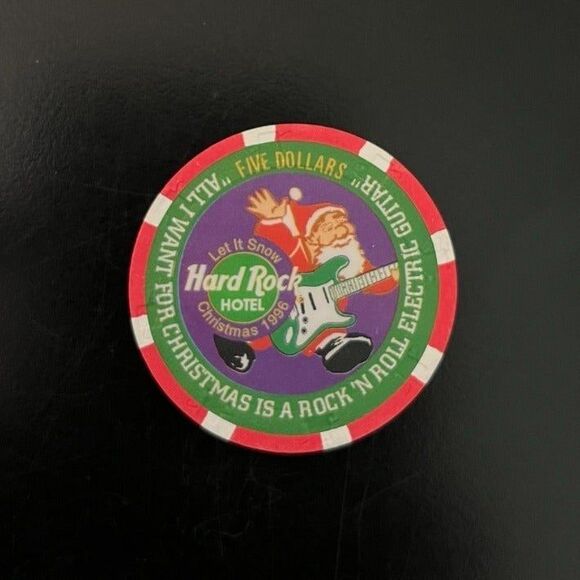 FIVE DOLLARS
"ALL I WANT FOR CHRISTMAS IS A ROCK 'N ROLL ELECTRIC GUITAR"
Let It Snow
Hard Rock
HOTEL
Christmas 1996